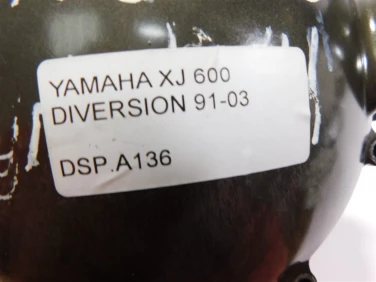 YAMAHA XJ 600
DIVERSION 91-03
DSP.A136